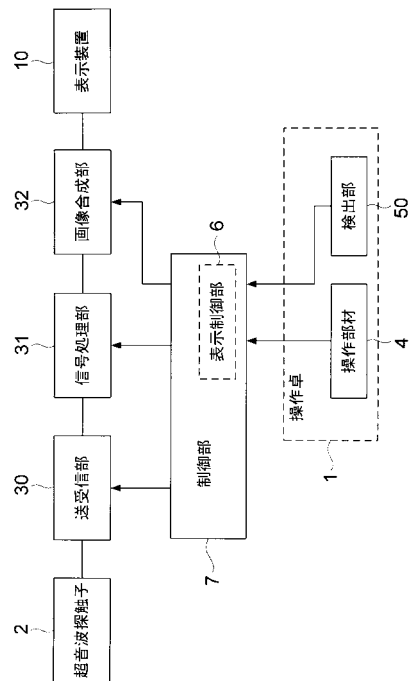 2
超音波探触子
30
送受信部
31
信号処理部
32
画像合成部
10
表示装置
7
制御部
6
表示制御部
1
操作卓
操作部材
4
検出部
50